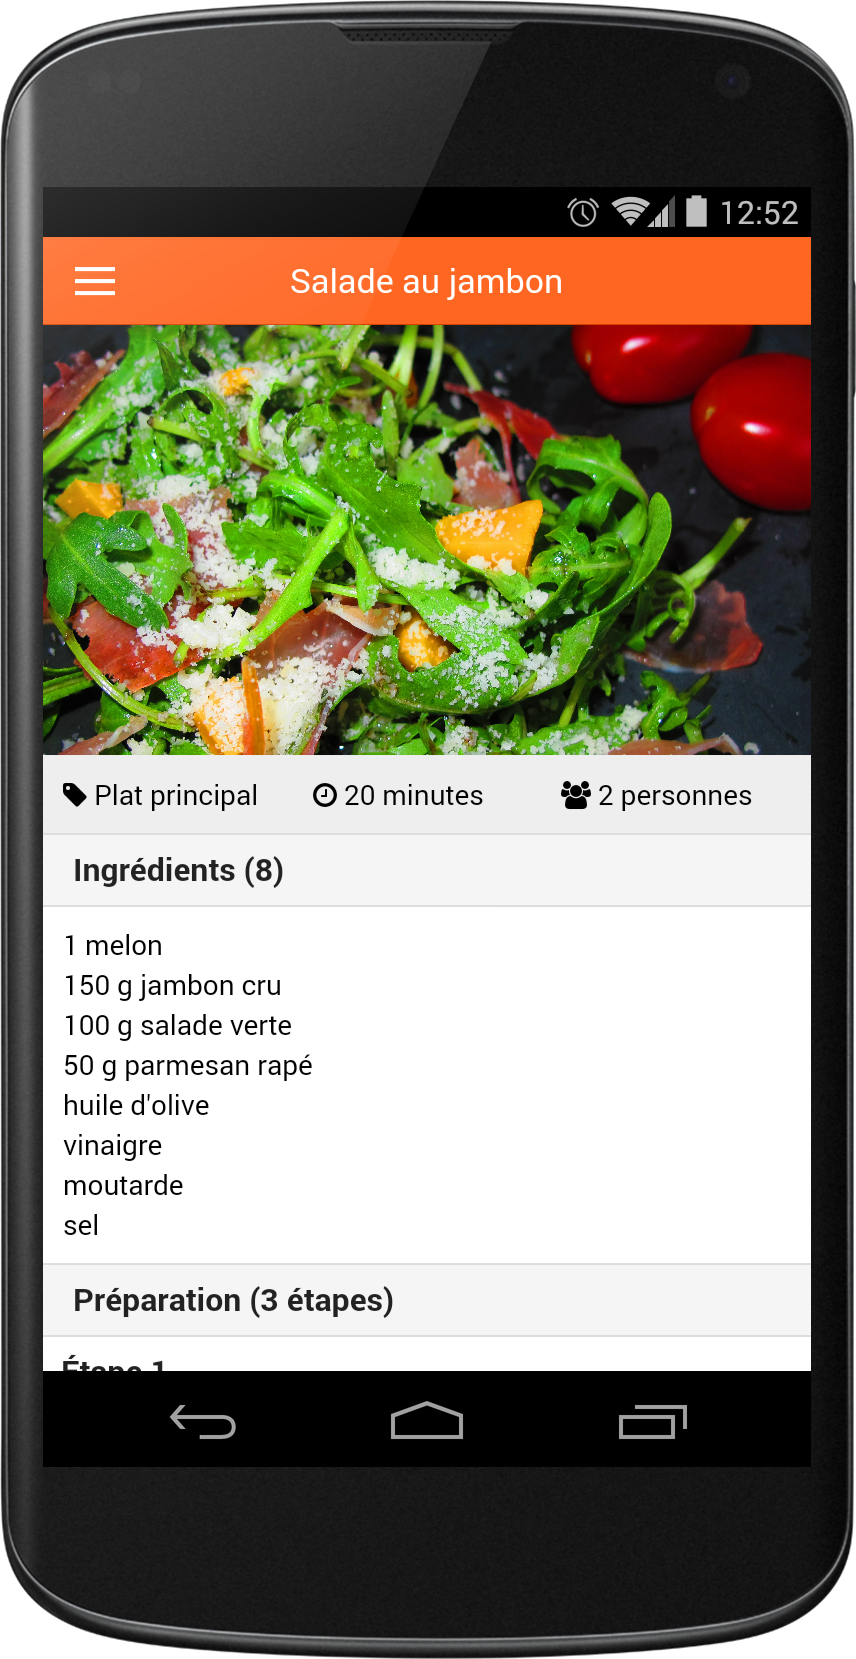 12:52
Salade au jambon
Plat principal 20 minutes 2 personnes
Ingrédients (8)
1 melon
150 g jambon cru
100 g salade verte
50 g parmesan rapé
huile d'olive
vinaigre
moutarde
sel
Préparation (3 étapes)
Étape 1